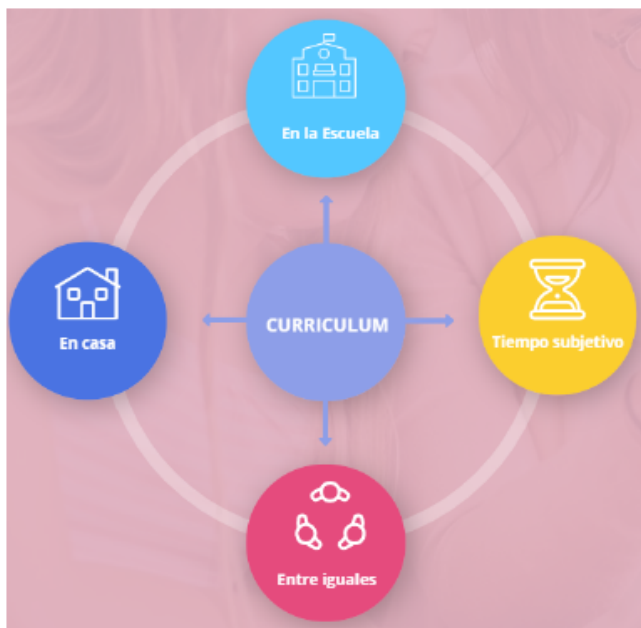 En la Escuela
En casa
CURRICULUM
Tiempo subjetivo
Entre iguales